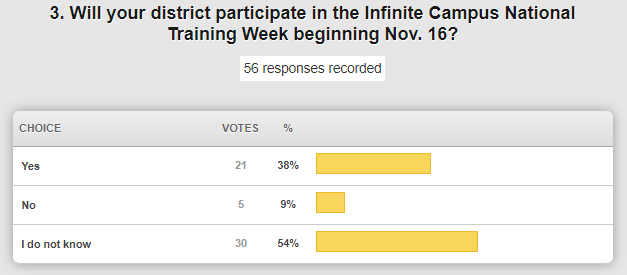 3. Will your district participate in the Infinite Campus National
Training Week beginning Nov. 16?
56 responses recorded
CHOICE VOTES %
Yes 21 38%
No 5 9%
I do not know 30 54%